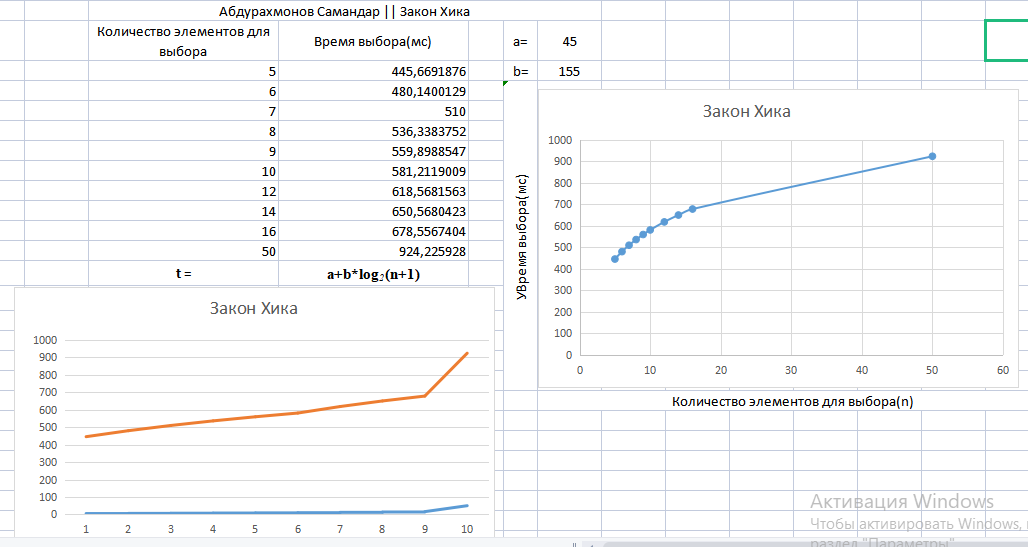 Абдурахмонов Самандар || Закон Хика
Количество элементов для
выбора
Время выбора(мс)
a= 45
5 445,6691876 b= 155
6 480,1400129
7 510
8 536,3383752
9 559,8988547
10 581,2119009
12 618,5681563
14 650,5680423
16 678,5567404
50 924,225928
t = a+b*log₂(n+1)
Закон Хика
1000
900
800
700
600
500
400
300
200
100
0
0 10 20 30 40 50 60
УВремя выбора(мс)
Количество элементов для выбора(n)
Закон Хика
1000
900
800
700
600
500
400
300
200
100
0
1 2 3 4 5 6 7 8 9 10
Активация Windows
Чтобы активировать Windows,
раздел "Параметры".